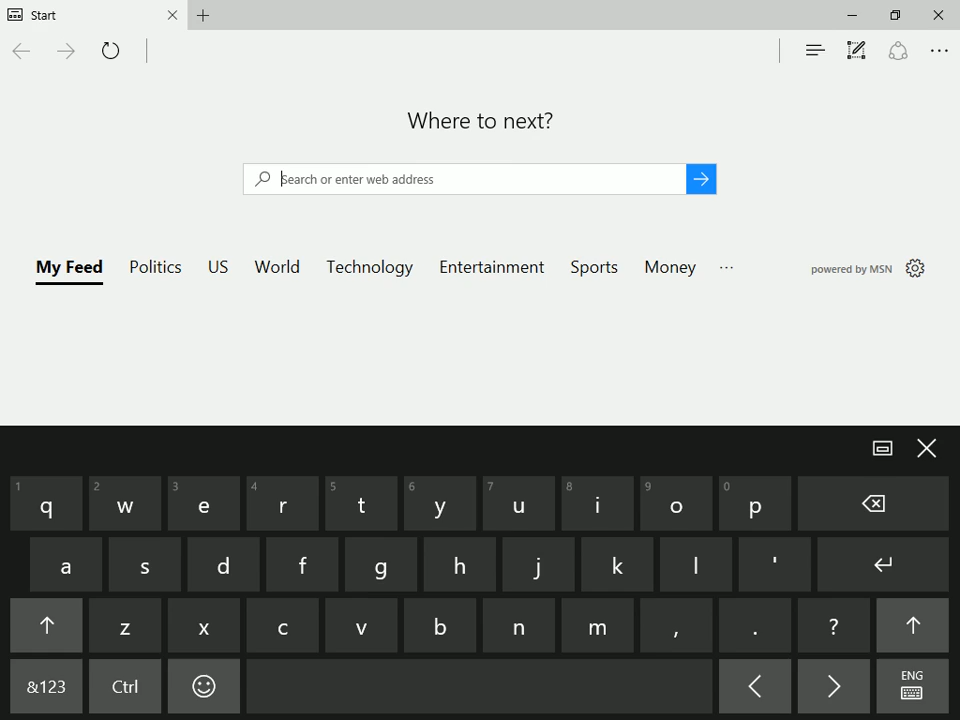 Start
Where to next?
Search or enter web address
My Feed Politics US World Technology Entertainment Sports Money ··· powered by MSN
1 2 3 4 5 6 7 8 9 0
q w e r t y u i o p
a s d f g h j k l '
z x c v b n m , . ?
&123 Ctrl ENG